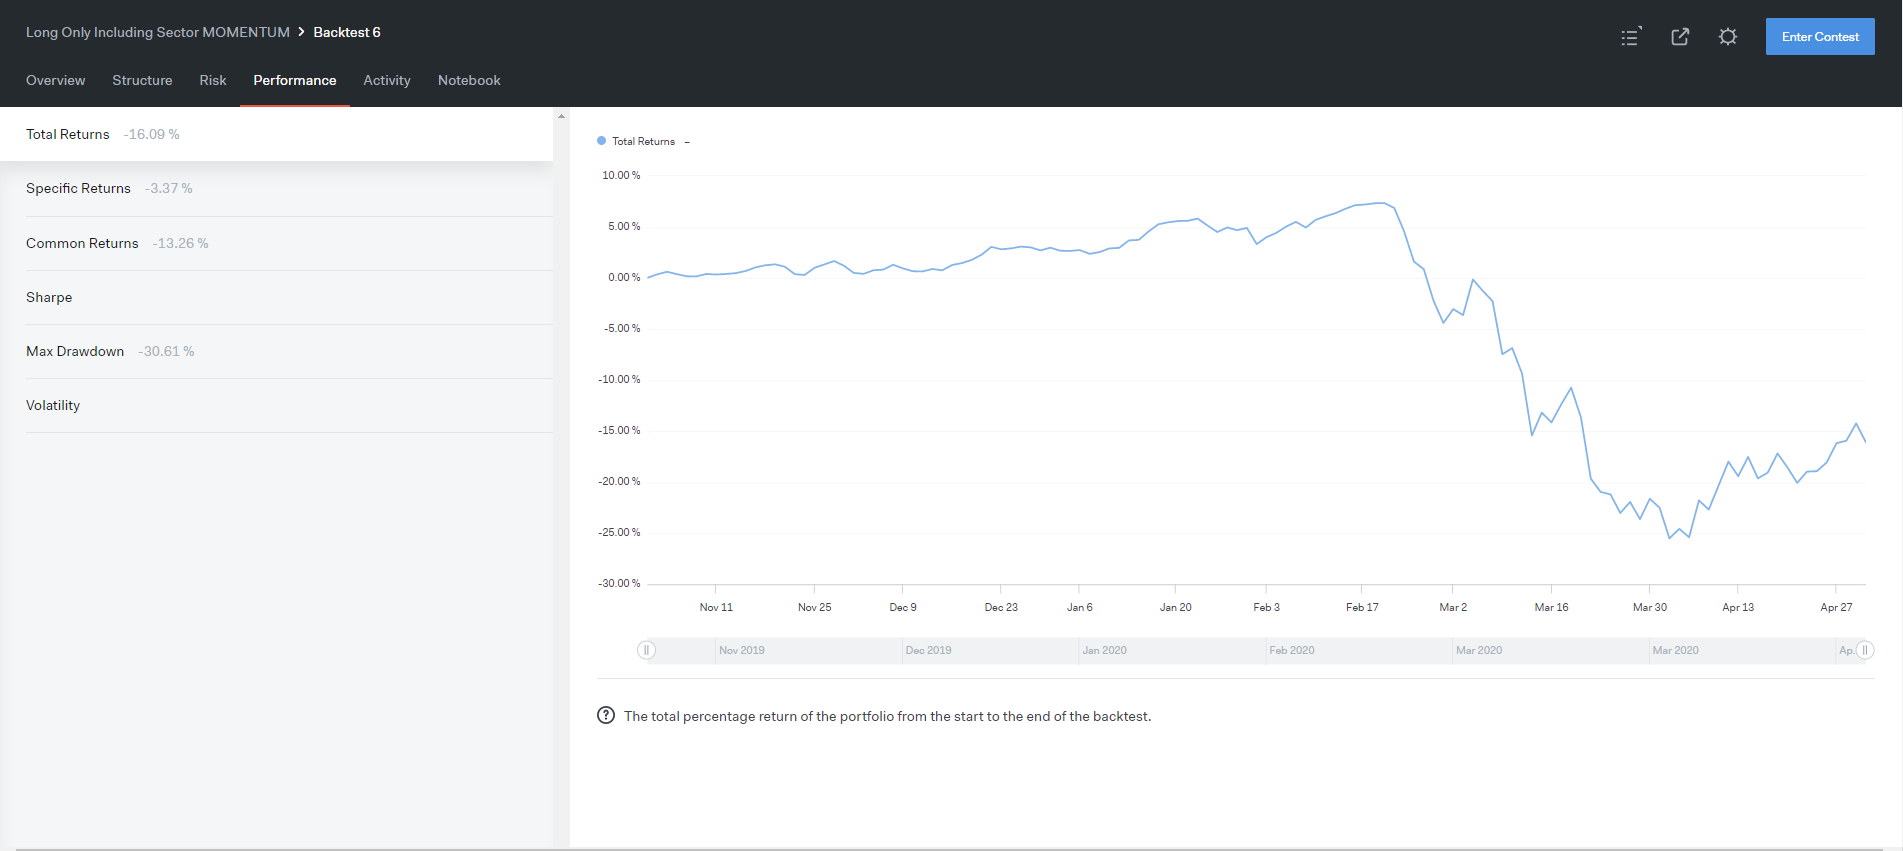 Long Only Including Sector MOMENTUM > Backtest 6
Enter Contest
Overview Structure Risk Performance Activity Notebook
Total Returns -16.09 %
Specific Returns -3.37 %
Common Returns -13.26 %
Sharpe
Max Drawdown -30.61 %
Volatility
Total Returns –
10.00 %
5.00 %
0.00 %
-5.00 %
-10.00 %
-15.00 %
-20.00 %
-25.00 %
-30.00 %
Nov 11 Nov 25 Dec 9 Dec 23 Jan 6 Jan 20 Feb 3 Feb 17 Mar 2 Mar 16 Mar 30 Apr 13 Apr 27
Nov 2019 Dec 2019 Jan 2020 Feb 2020 Mar 2020 Mar 2020 Ap.
? The total percentage return of the portfolio from the start to the end of the backtest.